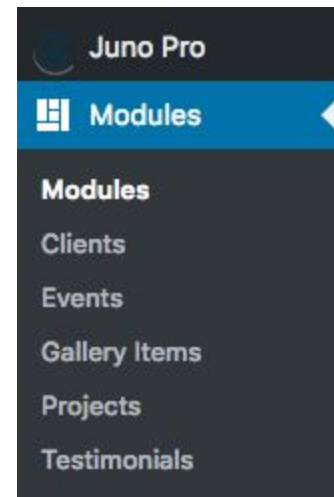 Juno Pro
Modules
Modules
Clients
Events
Gallery Items
Projects
Testimonials